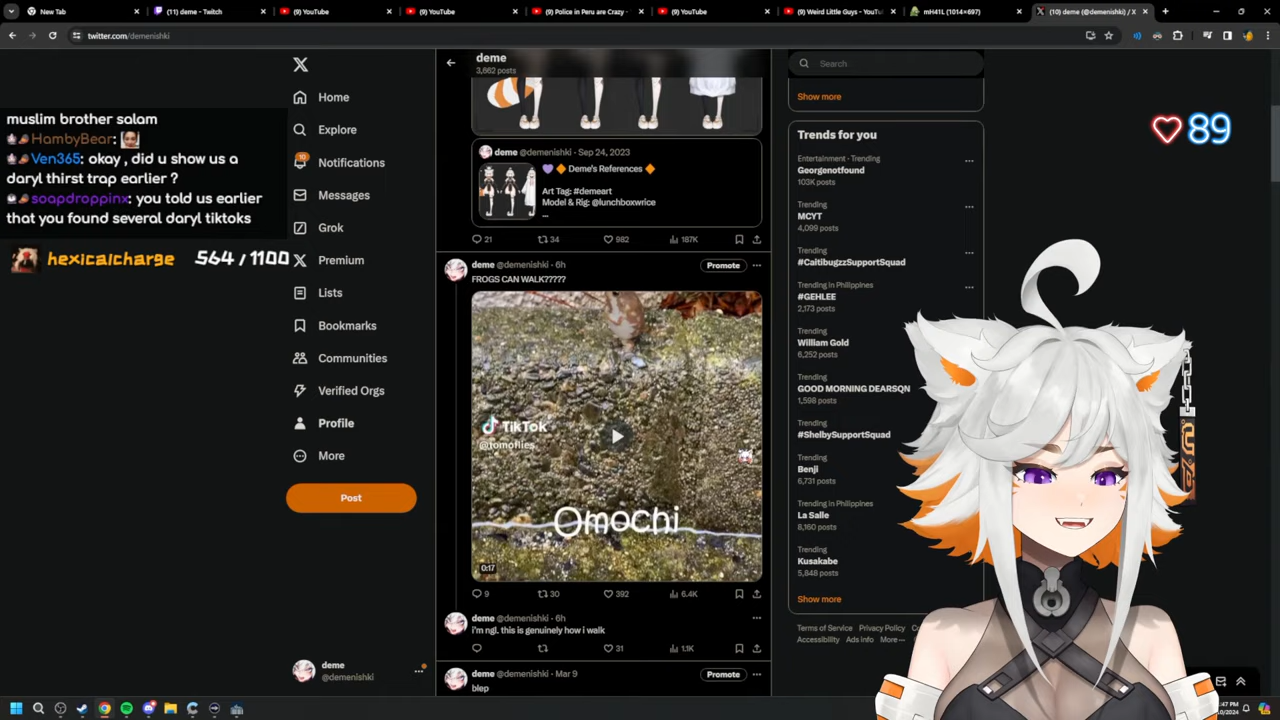 New Tab
(11) deme - Twitch
(9) YouTube
(9) YouTube
(9) Police in Peru are Crazy -
(9) YouTube
(9) Weird Little Guys - YouTu
mH41L (1014×697)
(10) deme (@demenishki) / X
twitter.com/demenishki
muslim brother salam
HambyBear:
Ven365: okay , did u show us a
daryl thirst trap earlier ?
soapdroppinx: you told us earlier
that you found several daryl tiktoks
hexicalcharge 564 / 1100
Home
Explore
10
Notifications
Messages
Grok
Premium
Lists
Bookmarks
Communities
Verified Orgs
Profile
More
Post
deme
@demenishki
deme
3,662 posts
deme @demenishki · Sep 24, 2023
Deme's References
Art Tag: #demeart
Model & Rig: @lunchboxwrice
...
21 34 982 187K
deme @demenishki · 6h
Promote
FROGS CAN WALK?????
TikTok
@tomoflies
Omochi
0:17
9 30 392 6.4K
deme @demenishki · 6h
i'm ngl. this is genuinely how i walk
31 1.1K
deme @demenishki · Mar 9
Promote
blep
Search
Show more
Trends for you
Entertainment · Trending
Georgenotfound
103K posts
Trending
MCYT
4,099 posts
Trending
#CaitibugzzSupportSquad
Trending in Philippines
#GEHLEE
2,173 posts
Trending
William Gold
6,252 posts
Trending
GOOD MORNING DEARSQN
1,598 posts
Trending
#ShelbySupportSquad
Trending
Benji
6,731 posts
Trending in Philippines
La Salle
8,160 posts
Trending
Kusakabe
5,848 posts
Show more
Terms of Service Privacy Policy
Accessibility Ads info More
89